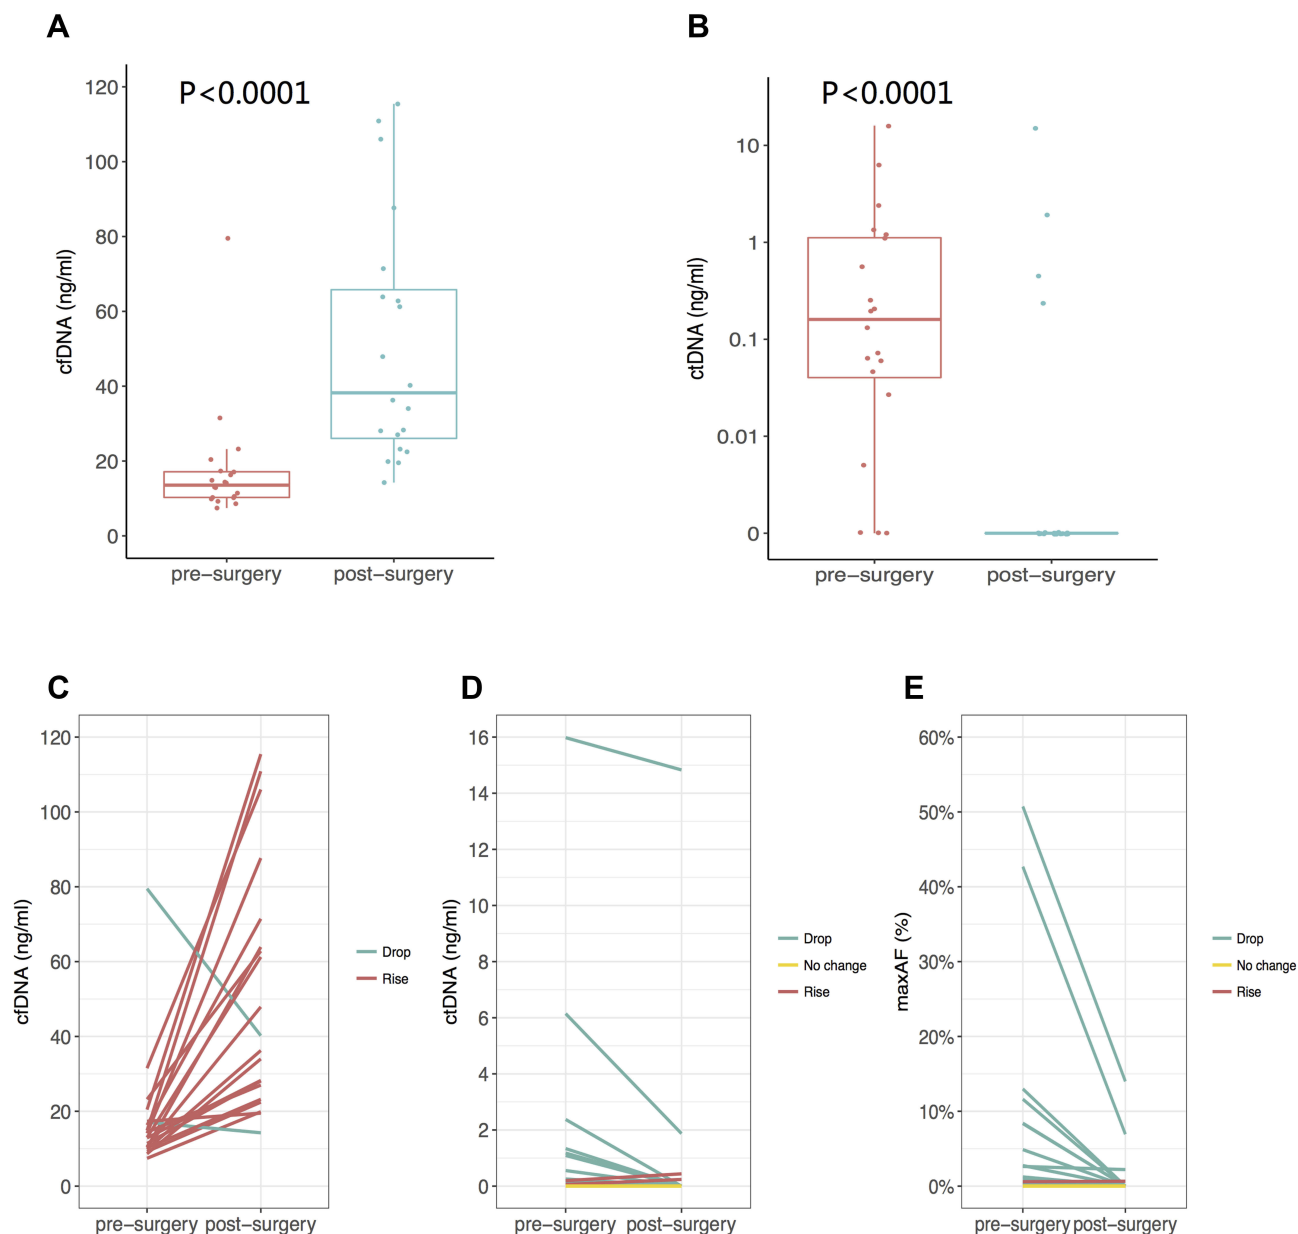 A
P<0.0001
cfDNA (ng/ml)
120
100
80
60
40
20
0
pre-surgery post-surgery
B
P<0.0001
ctDNA (ng/ml)
10
1
0.1
0.01
0
pre-surgery post-surgery
C
cfDNA (ng/ml)
120
100
80
60
40
20
0
pre-surgery post-surgery
Drop
Rise
D
ctDNA (ng/ml)
16
14
12
10
8
6
4
2
0
pre-surgery post-surgery
Drop
No change
Rise
E
maxAF (%)
60%
50%
40%
30%
20%
10%
0%
pre-surgery post-surgery
Drop
No change
Rise